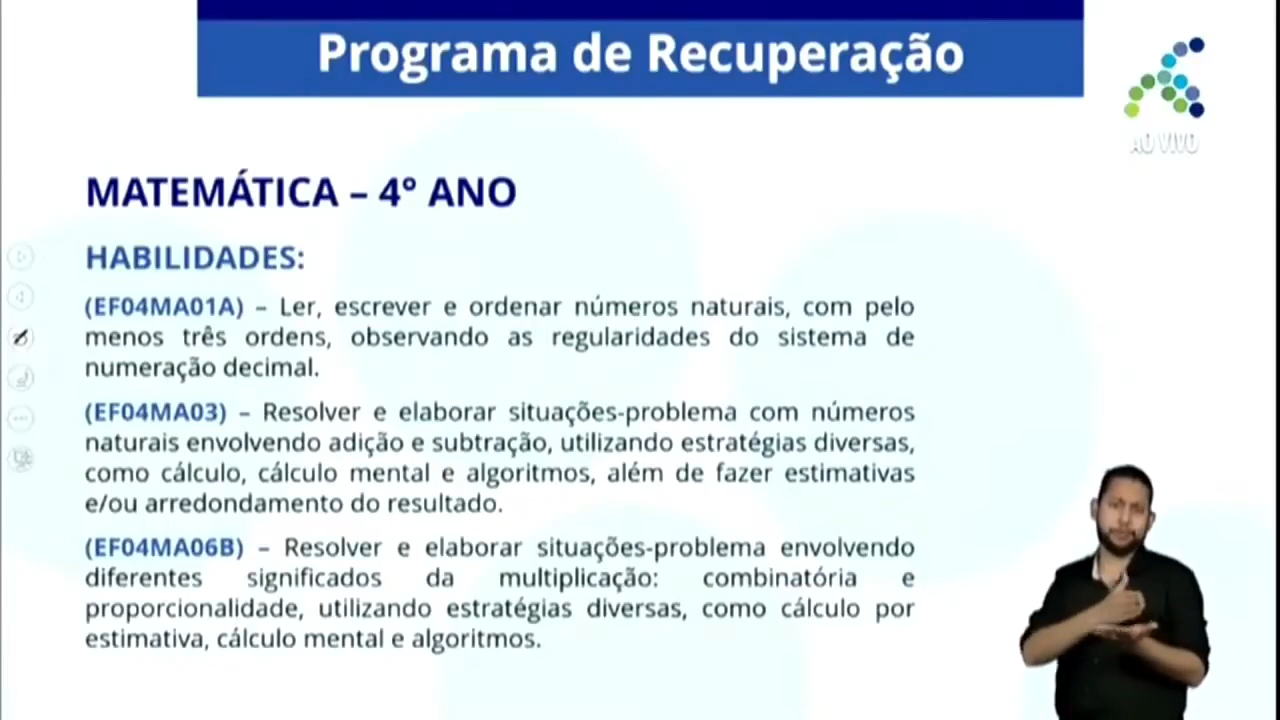 Programa de Recuperação
AO VIVO
MATEMÁTICA – 4º ANO
HABILIDADES:
(EF04MA01A) – Ler, escrever e ordenar números naturais, com pelo
menos três ordens, observando as regularidades do sistema de
numeração decimal.
(EF04MA03) – Resolver e elaborar situações-problema com números
naturais envolvendo adição e subtração, utilizando estratégias diversas,
como cálculo, cálculo mental e algoritmos, além de fazer estimativas
e/ou arredondamento do resultado.
(EF04MA06B) – Resolver e elaborar situações-problema envolvendo
diferentes significados da multiplicação: combinatória e
proporcionalidade, utilizando estratégias diversas, como cálculo por
estimativa, cálculo mental e algoritmos.